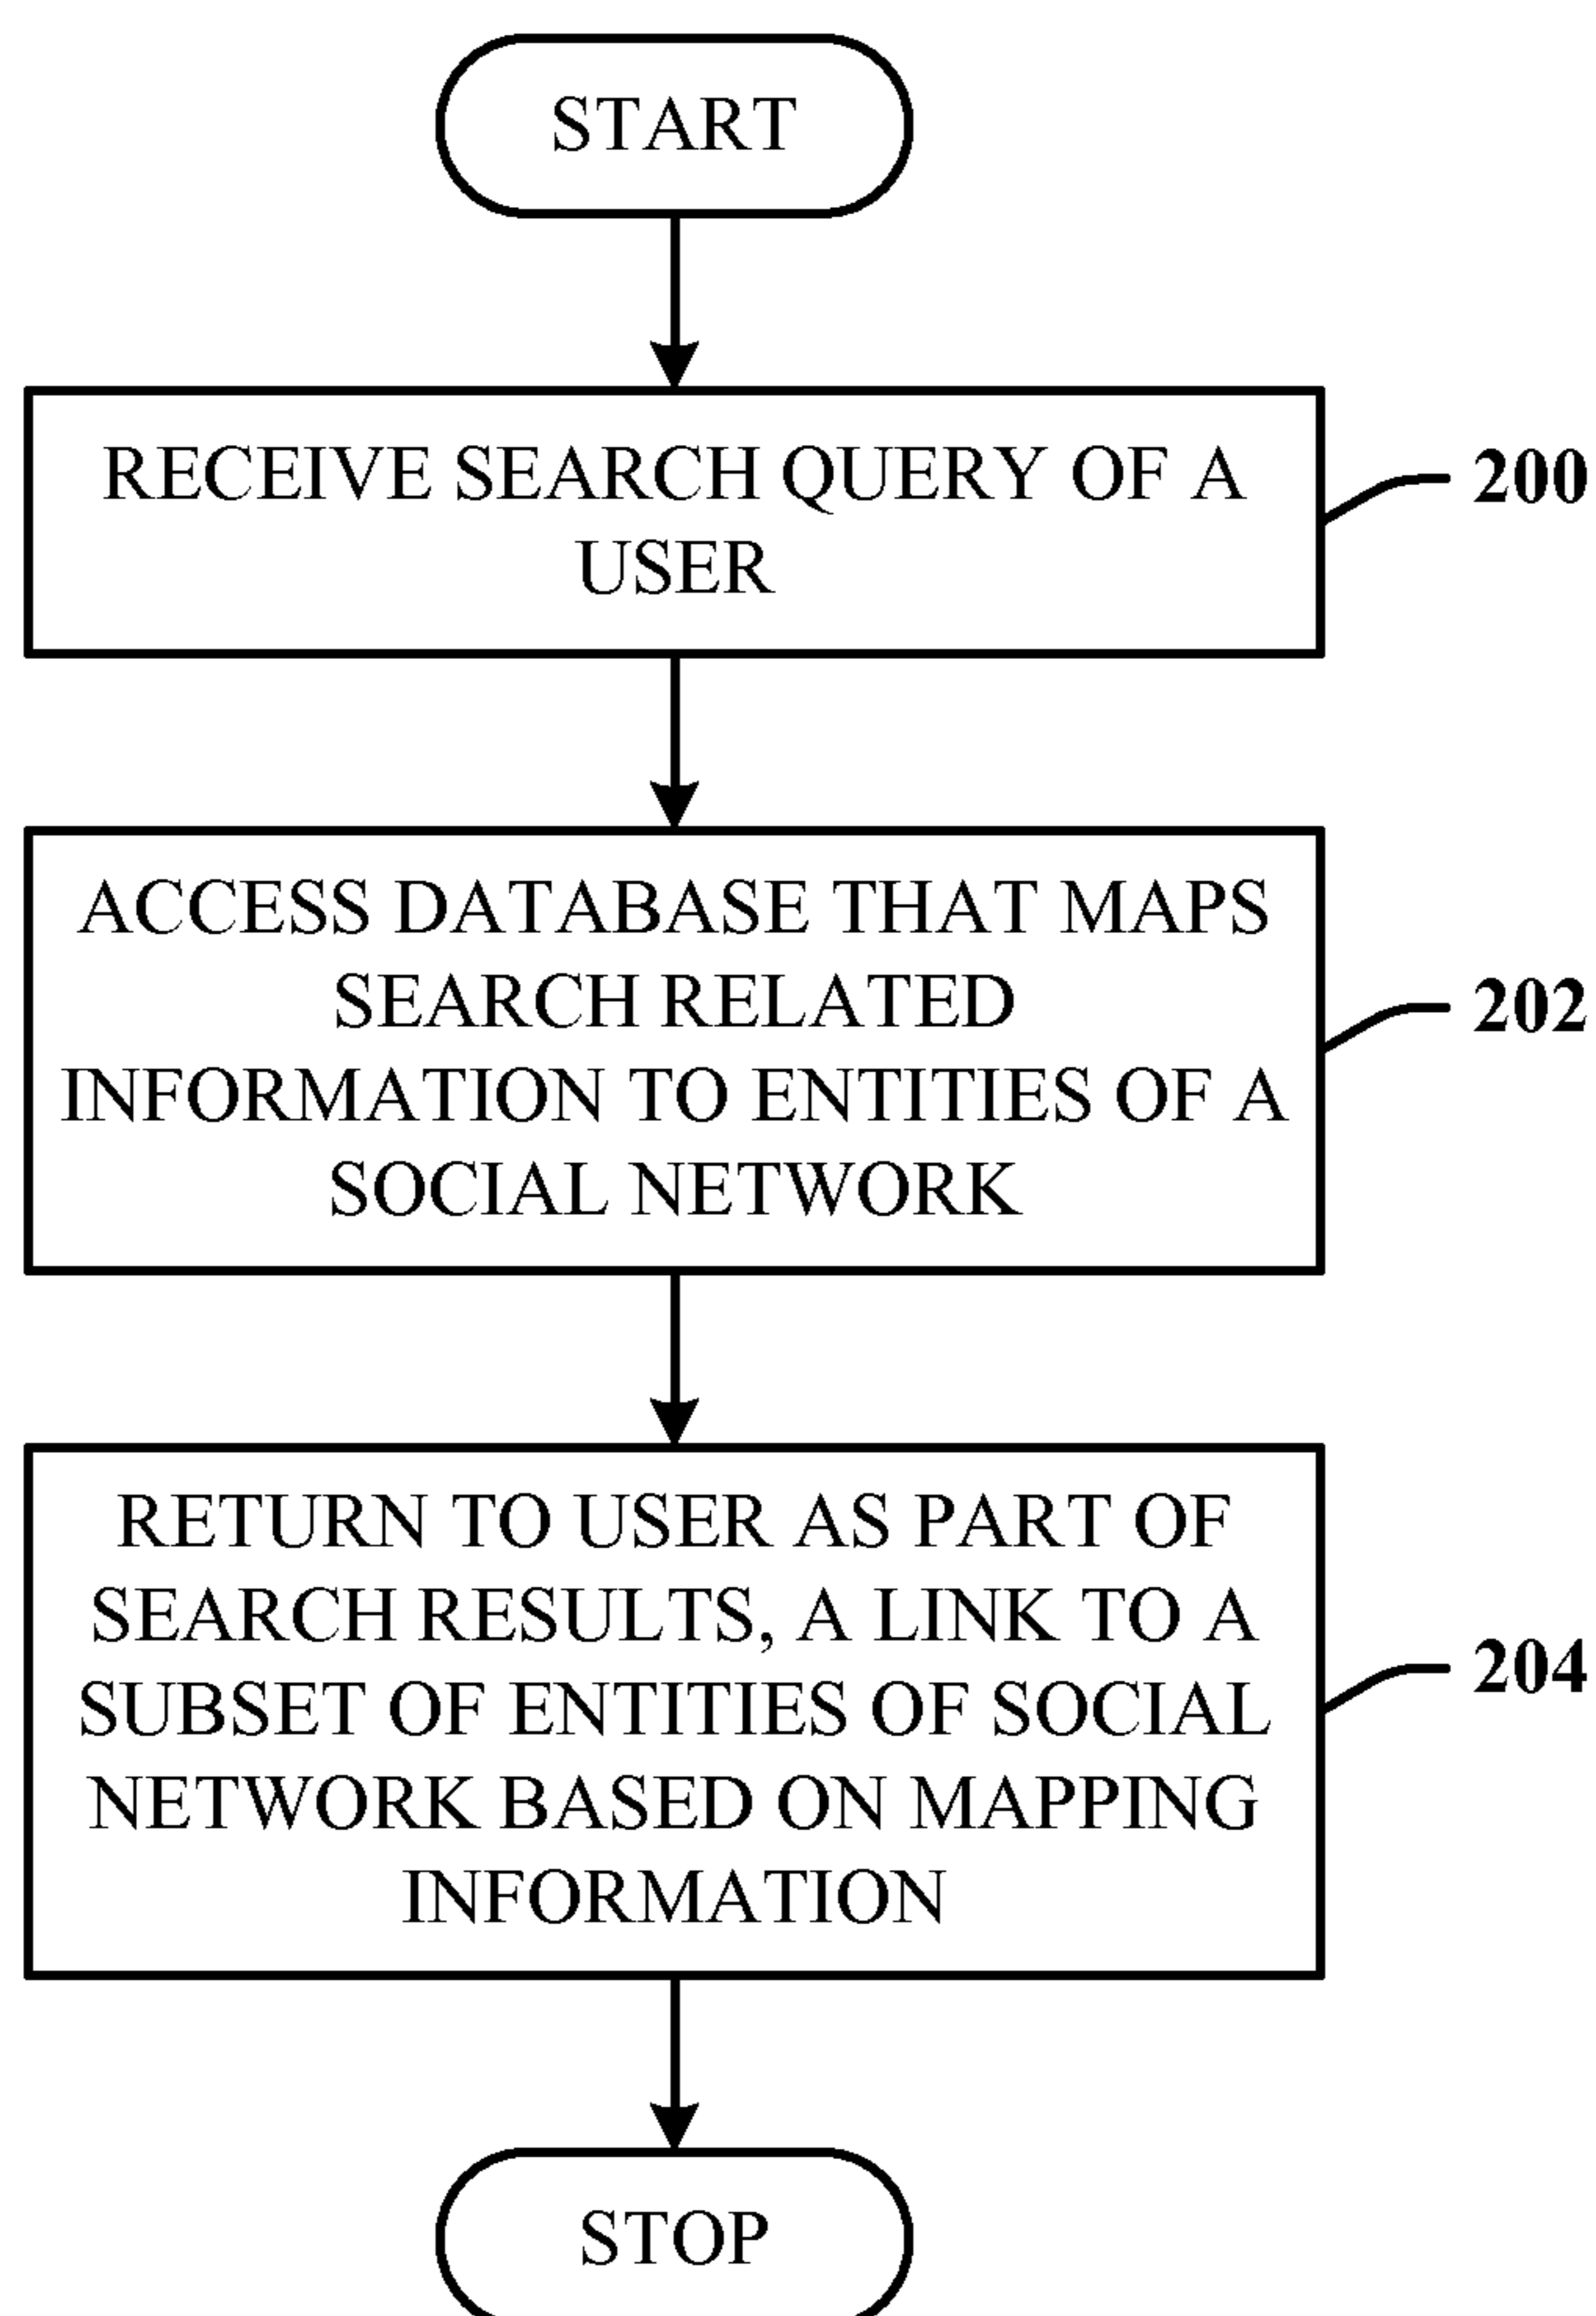 START
RECEIVE SEARCH QUERY OF A
USER
200
ACCESS DATABASE THAT MAPS
SEARCH RELATED
INFORMATION TO ENTITIES OF A
SOCIAL NETWORK
202
RETURN TO USER AS PART OF
SEARCH RESULTS, A LINK TO A
SUBSET OF ENTITIES OF SOCIAL
NETWORK BASED ON MAPPING
INFORMATION
204
STOP